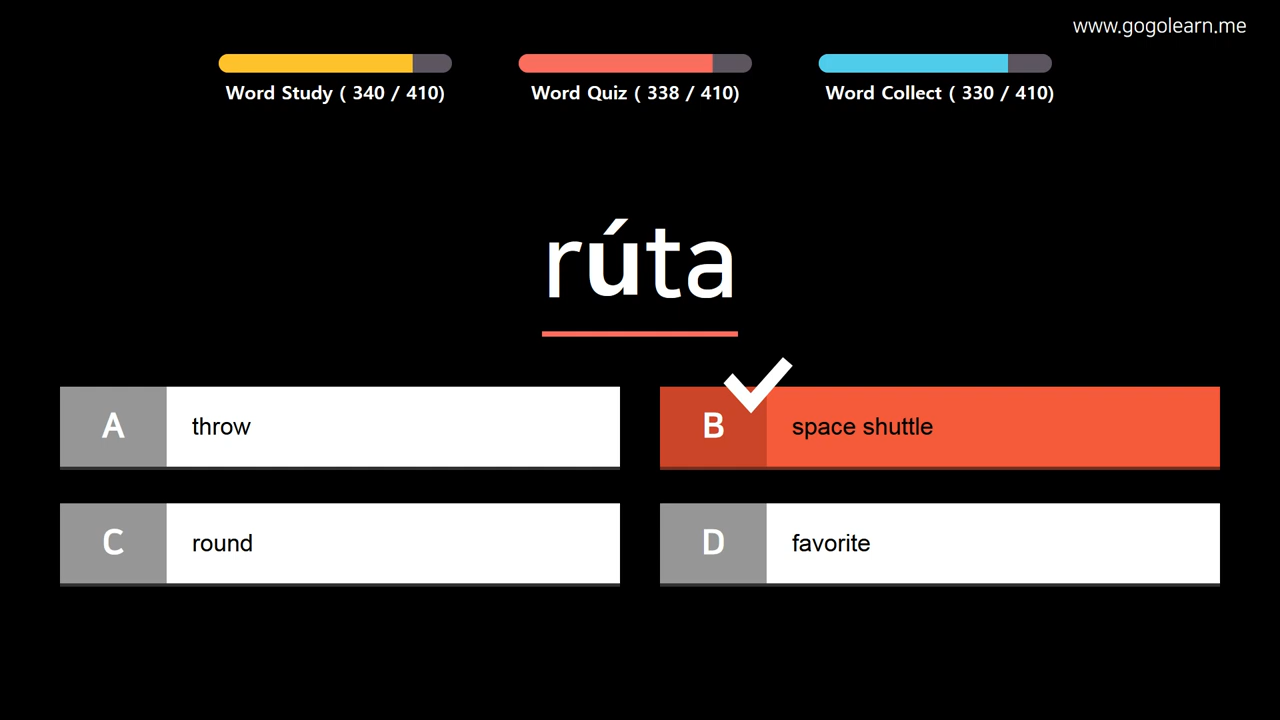 www.gogolearn.me
Word Study ( 340 / 410)
Word Quiz ( 338 / 410)
Word Collect ( 330 / 410)
rúta
A throw
B space shuttle
C round
D favorite